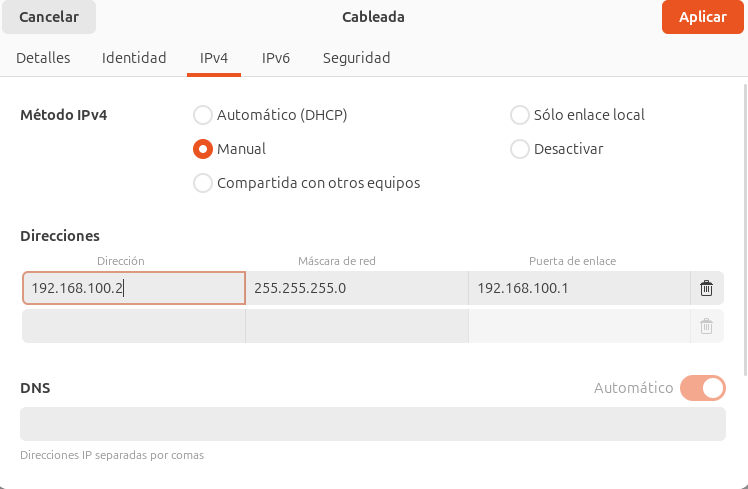 Cancelar Cableada Aplicar
Detalles Identidad IPv4 IPv6 Seguridad
Método IPv4 Automático (DHCP) Sólo enlace local
Manual Desactivar
Compartida con otros equipos
Direcciones
Dirección Máscara de red Puerta de enlace
192.168.100.2 255.255.255.0 192.168.100.1
DNS Automático
Direcciones IP separadas por comas